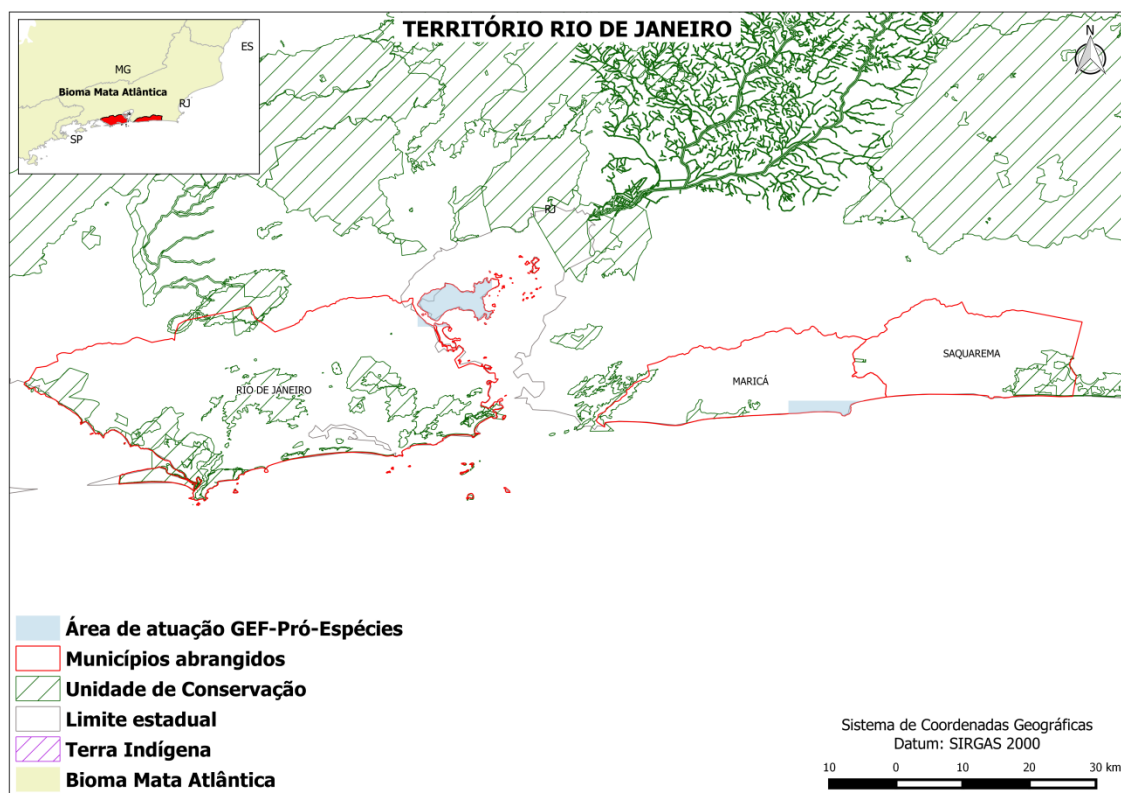 TERRITÓRIO RIO DE JANEIRO
N
ES
MG
Bioma Mata Atlântica
RJ
SP
RJ
SAQUAREMA
MARICÁ
RIO DE JANEIRO
Área de atuação GEF-Pró-Espécies
Municípios abrangidos
Unidade de Conservação
Limite estadual
Terra Indígena
Bioma Mata Atlântica
Sistema de Coordenadas Geográficas
Datum: SIRGAS 2000
10 0 10 20 30 km